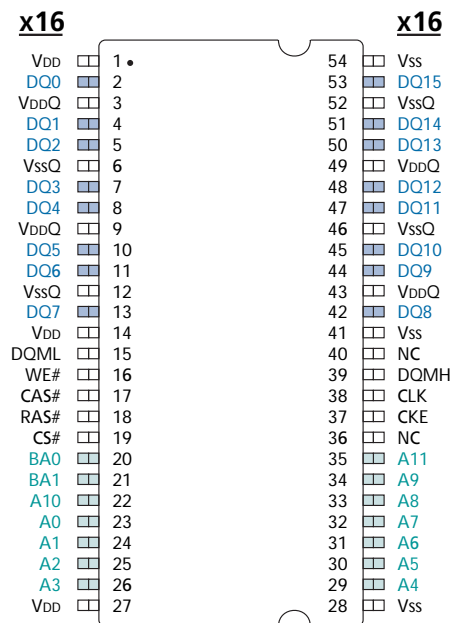 x16 x16
VDD 1 54 Vss
DQ0 2 53 DQ15
VDDQ 3 52 VssQ
DQ1 4 51 DQ14
DQ2 5 50 DQ13
VssQ 6 49 VDDQ
DQ3 7 48 DQ12
DQ4 8 47 DQ11
VDDQ 9 46 VssQ
DQ5 10 45 DQ10
DQ6 11 44 DQ9
VssQ 12 43 VDDQ
DQ7 13 42 DQ8
VDD 14 41 Vss
DQML 15 40 NC
WE# 16 39 DQMH
CAS# 17 38 CLK
RAS# 18 37 CKE
CS# 19 36 NC
BA0 20 35 A11
BA1 21 34 A9
A10 22 33 A8
A0 23 32 A7
A1 24 31 A6
A2 25 30 A5
A3 26 29 A4
VDD 27 28 Vss